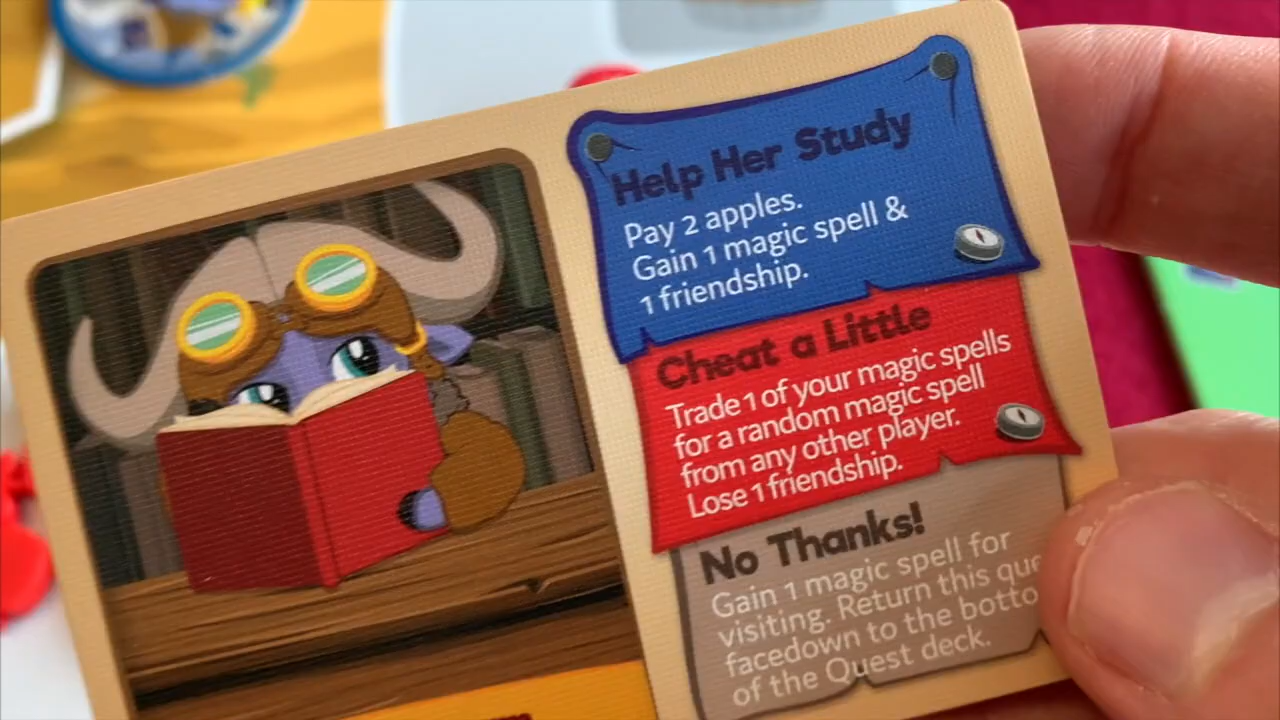 Help Her Study
Pay 2 apples.
Gain 1 magic spell &
1 friendship.
Cheat a Little
Trade 1 of your magic spells
for a random magic spell
from any other player.
Lose 1 friendship.
No Thanks!
Gain 1 magic spell for
visiting. Return this que
facedown to the botto
of the Quest deck.